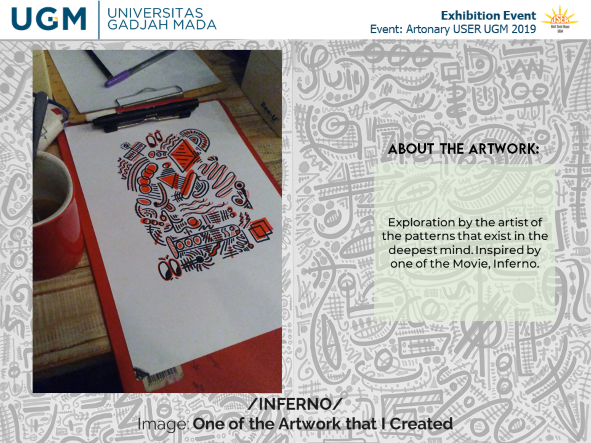 UGM
UNIVERSITAS
GADJAH MADA
Exhibition Event
Event: Artonary USER UGM 2019
USER
ABOUT THE ARTWORK:
Exploration by the artist of
the patterns that exist in the
deepest mind. Inspired by
one of the Movie, Inferno.
/INFERNO/
Image: One of the Artwork that I Created